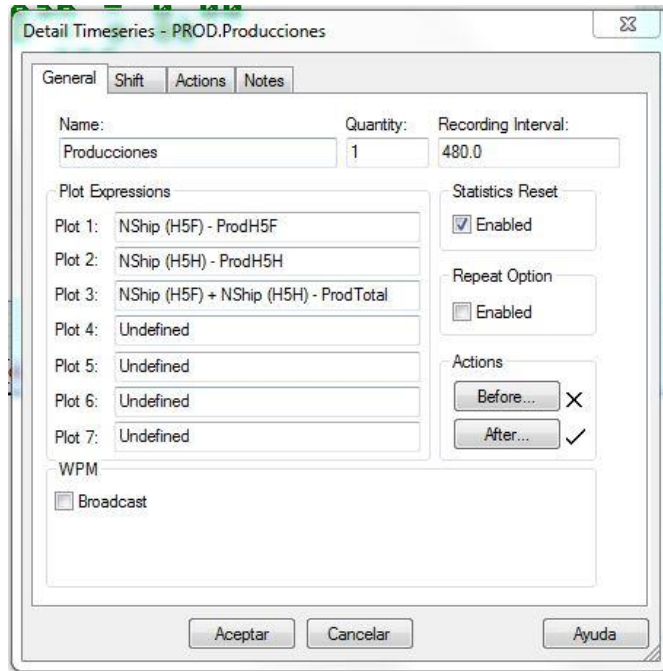 Detail Timeseries - PROD.Producciones
General Shift Actions Notes
Name: Quantity: Recording Interval:
Producciones 1 480.0
Plot Expressions
Plot 1: NShip (H5F) - ProdH5F
Plot 2: NShip (H5H) - ProdH5H
Plot 3: NShip (H5F) + NShip (H5H) - ProdTotal
Plot 4: Undefined
Plot 5: Undefined
Plot 6: Undefined
Plot 7: Undefined
Statistics Reset
Enabled
Repeat Option
Enabled
Actions
Before...
After...
WPM
Broadcast
Aceptar Cancelar Ayuda